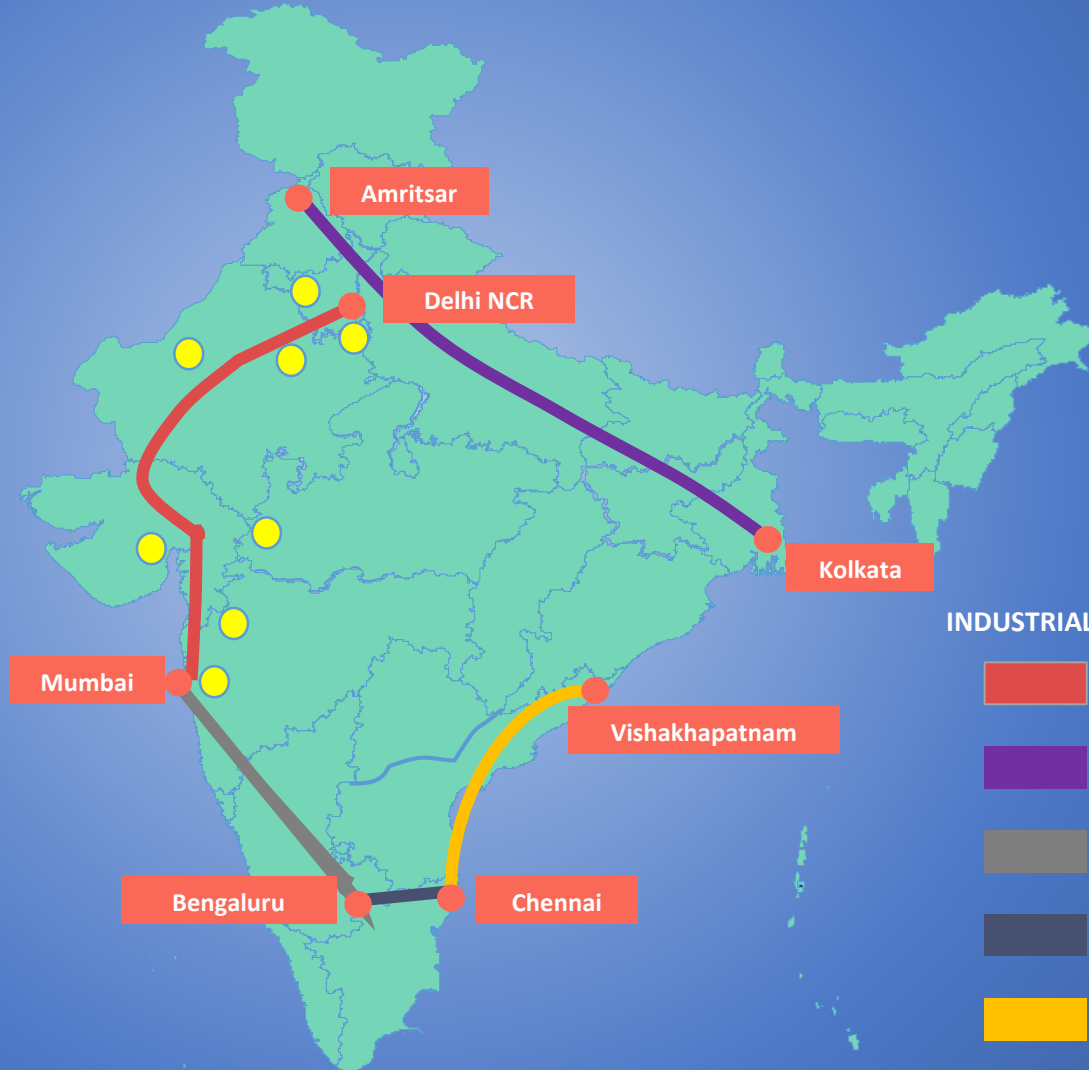 Amritsar
Delhi NCR
Kolkata
INDUSTRIAL
Mumbai
Vishakhapatnam
Bengaluru
Chennai